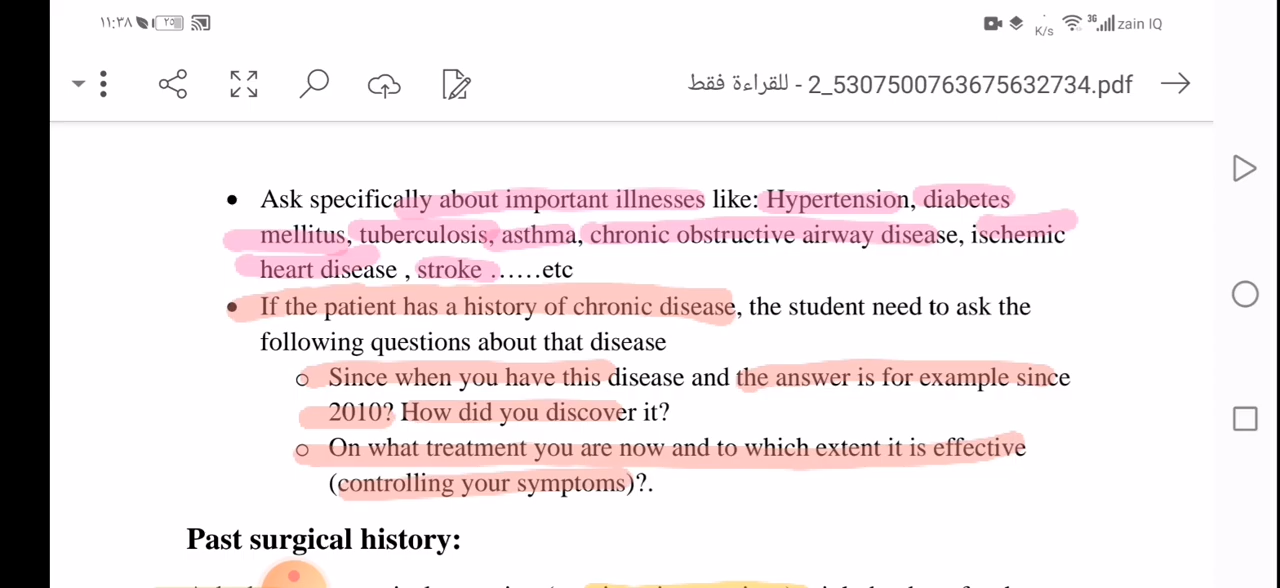 ١١:٣٨ ٢٥ K/s 3G zain IQ
2_5307500763675632734.pdf - للقراءة فقط
• Ask specifically about important illnesses like: Hypertension, diabetes
mellitus, tuberculosis, asthma, chronic obstructive airway disease, ischemic
heart disease , stroke ……etc
• If the patient has a history of chronic disease, the student need to ask the
following questions about that disease
o Since when you have this disease and the answer is for example since
2010? How did you discover it?
o On what treatment you are now and to which extent it is effective
(controlling your symptoms)?.
Past surgical history: